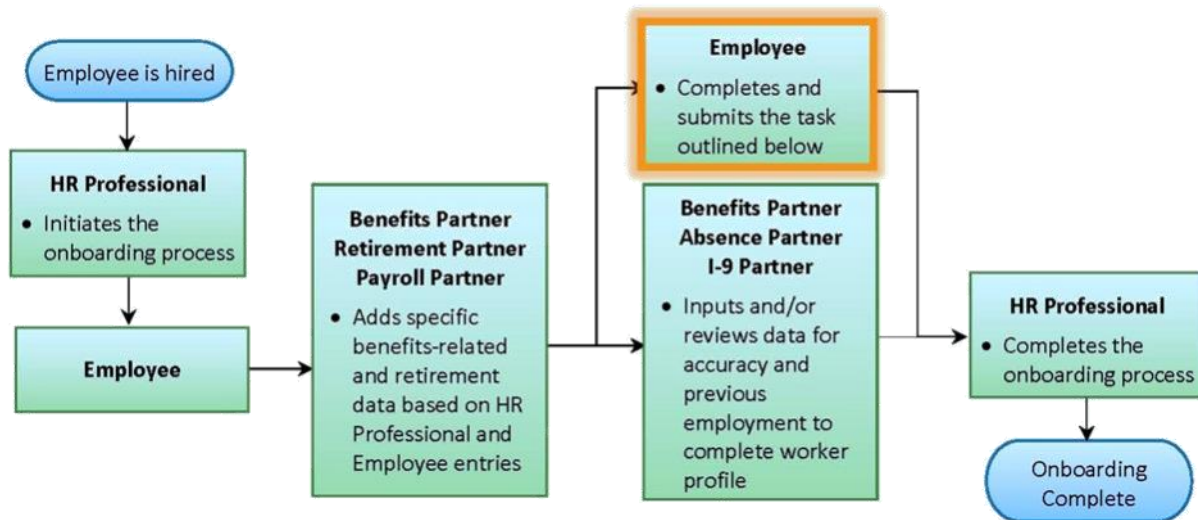 Employee is hired
HR Professional
• Initiates the
onboarding process
Employee
Benefits Partner
Retirement Partner
Payroll Partner
• Adds specific
benefits-related
and retirement
data based on HR
Professional and
Employee entries
Employee
• Completes and
submits the task
outlined below
Benefits Partner
Absence Partner
I-9 Partner
• Inputs and/or
reviews data for
accuracy and
previous
employment to
complete worker
profile
HR Professional
• Completes the
onboarding process
Onboarding
Complete